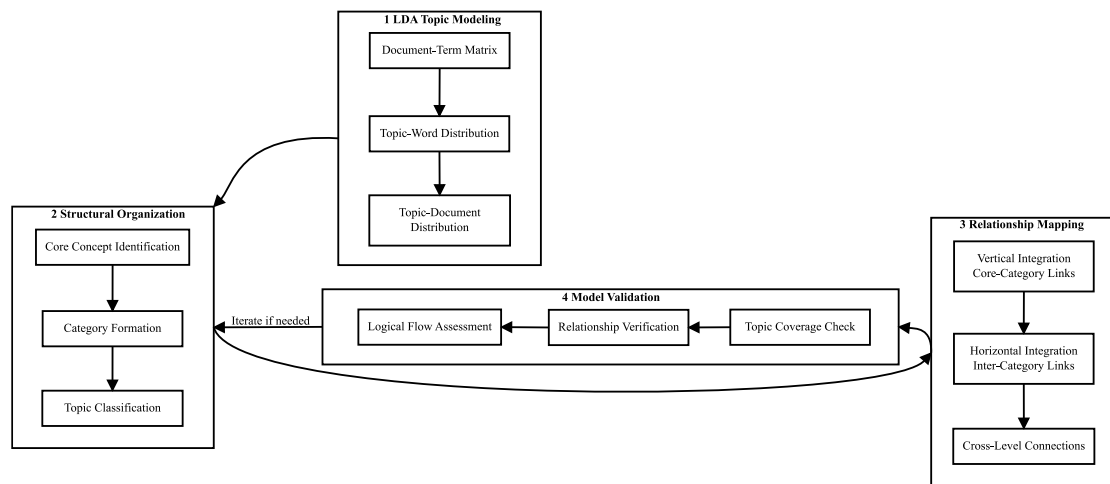 1 LDA Topic Modeling
Document-Term Matrix
Topic-Word Distribution
Topic-Document
Distribution
2 Structural Organization
Core Concept Identification
Category Formation
Topic Classification
3 Relationship Mapping
Vertical Integration
Core-Category Links
Horizontal Integration
Inter-Category Links
Cross-Level Connections
4 Model Validation
Topic Coverage Check
Relationship Verification
Logical Flow Assessment
Iterate if needed